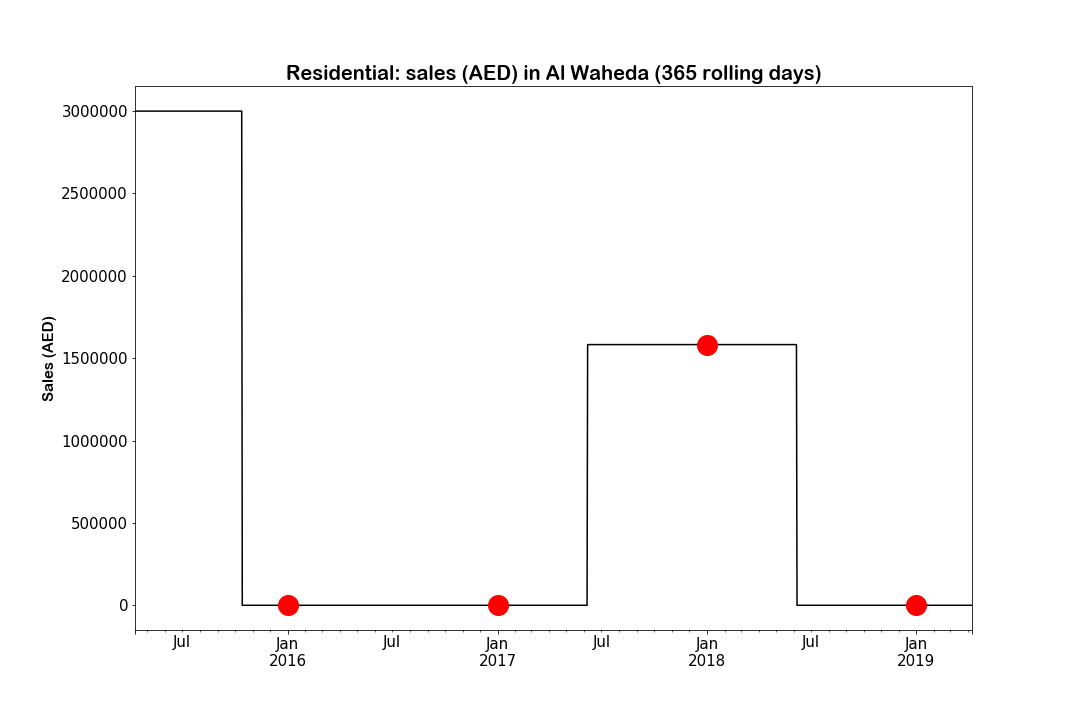 Residential: sales (AED) in Al Waheda (365 rolling days)
Sales (AED)
3000000
2500000
2000000
1500000
1000000
500000
0
Jul Jan Jul Jan Jul Jan Jul Jan
2016 2017 2018 2019